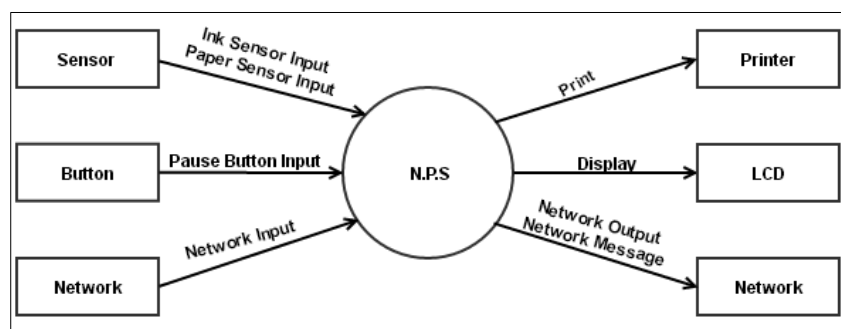 Sensor
Ink Sensor Input
Paper Sensor Input
Printer
Print
Button
Pause Button Input
N.P.S
Display
LCD
Network
Network Input
Network Output
Network Message
Network